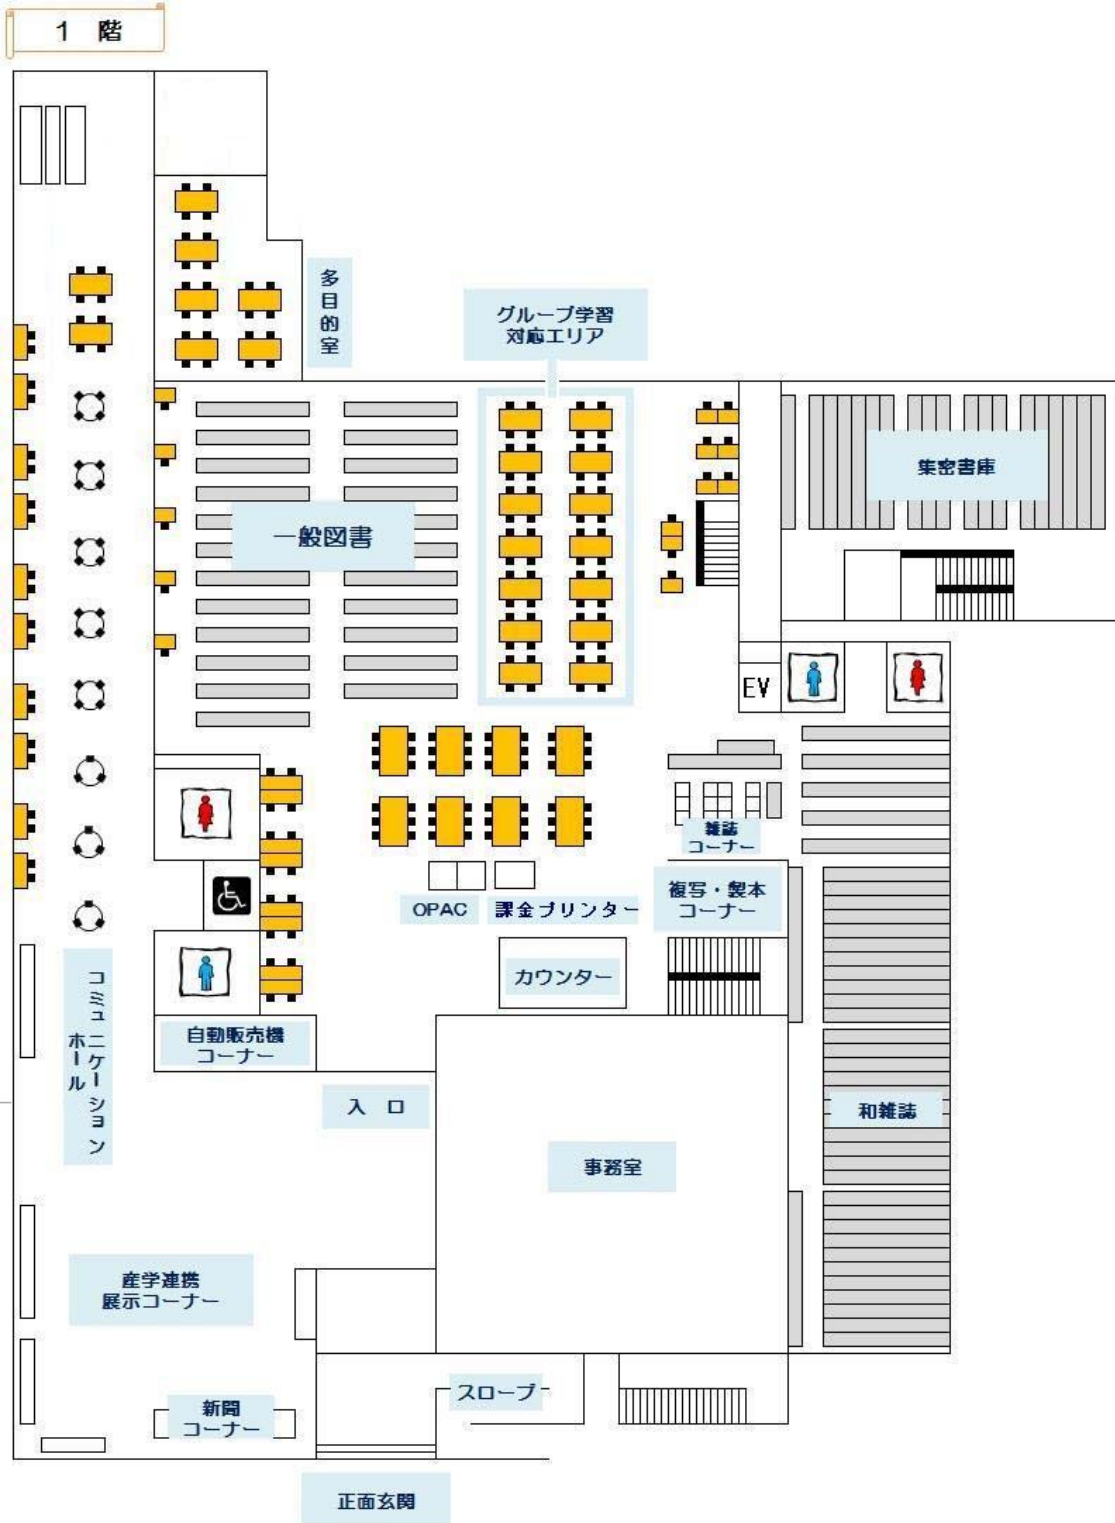 1 階
多目的室
グループ学習
対応エリア
集密書庫
一般図書
EV
雑誌
コーナー
複写・製本
コーナー
OPAC
課金プリンター
カウンター
コミュニケーション
ホール
自動販売機
コーナー
入 口
和雑誌
事務室
産学連携
展示コーナー
スロープ
新聞
コーナー
正面玄関